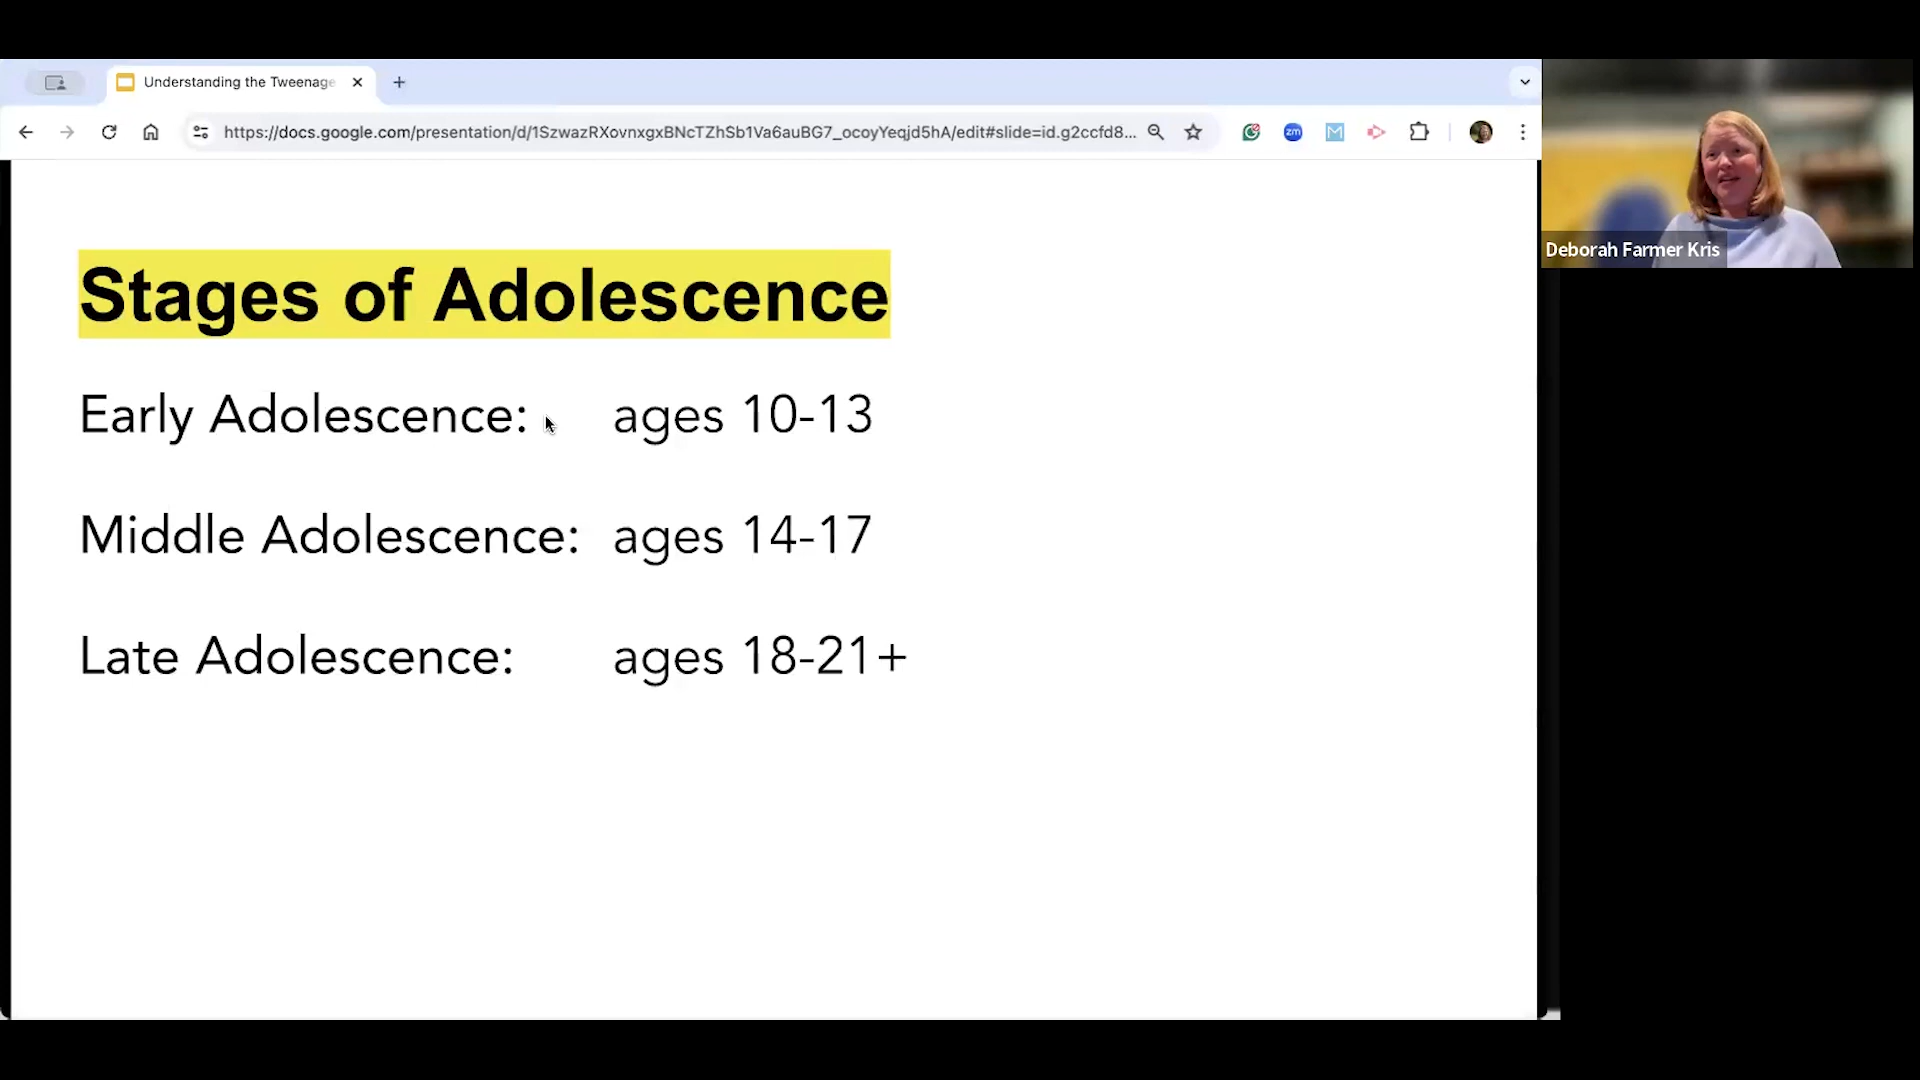 Understanding the Tweenage
https://docs.google.com/presentation/d/1SzwazRXovnxgxBNcTZhSb1Va6auBG7_ocoyYeqjd5hA/edit#slide=id.g2ccfd8...
zm
M
Deborah Farmer Kris
Stages of Adolescence
Early Adolescence: ages 10-13
Middle Adolescence: ages 14-17
Late Adolescence: ages 18-21+